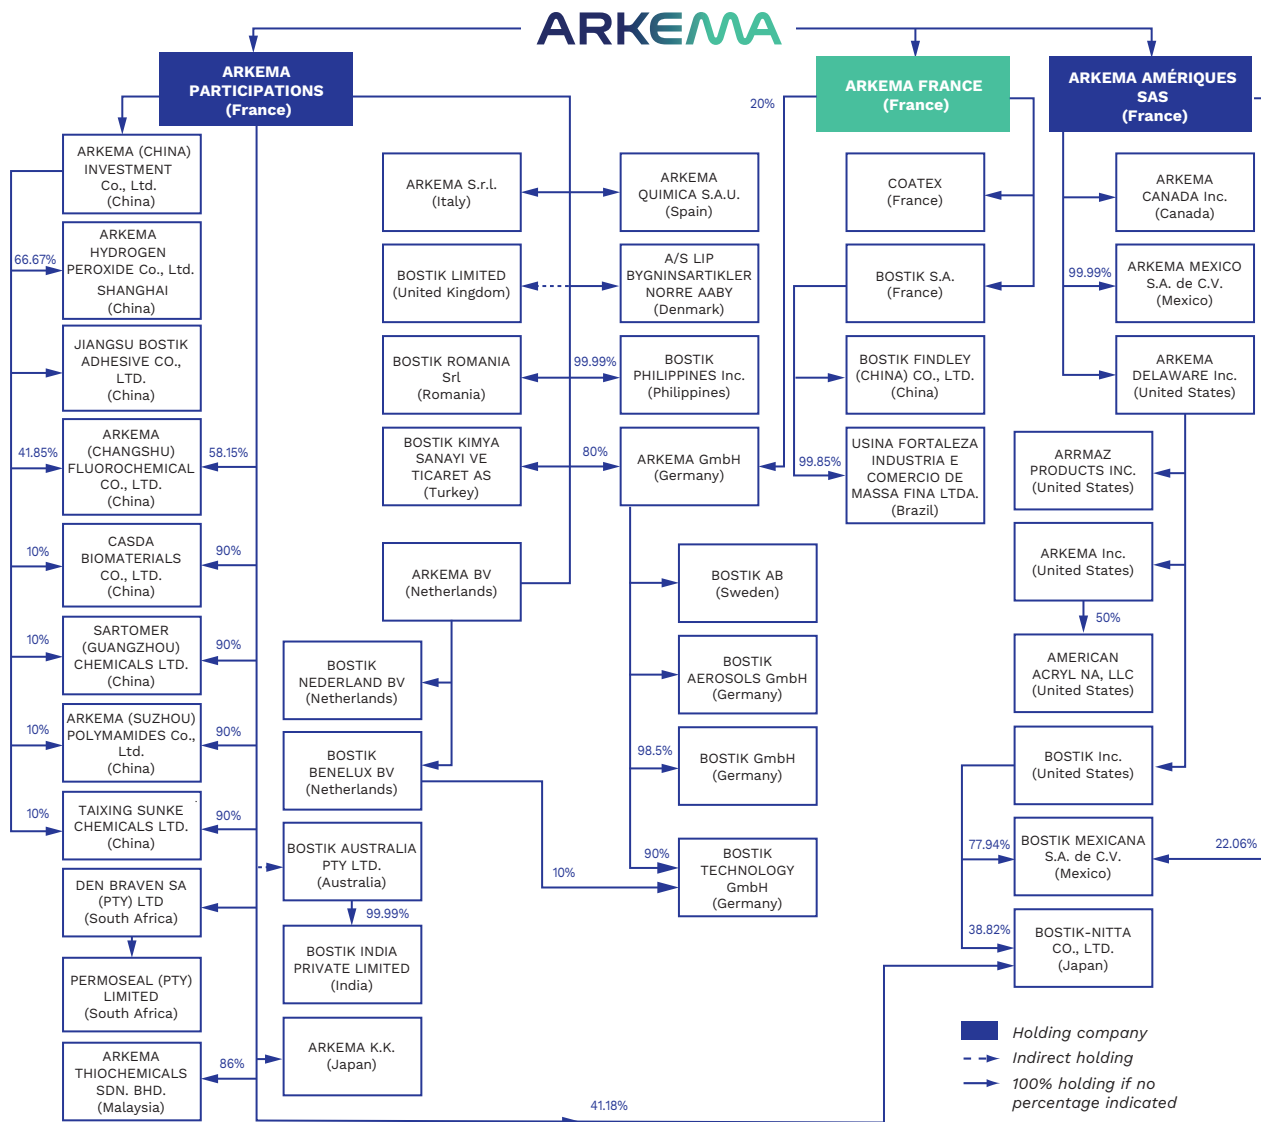 ARKEMA
ARKEMA
PARTICIPATIONS
(France)
ARKEMA FRANCE
(France)
ARKEMA AMÉRIQUES
SAS
(France)
20%
ARKEMA (CHINA)
INVESTMENT
Co., Ltd.
(China)
66.67%
ARKEMA
HYDROGEN
PEROXIDE Co., Ltd.
SHANGHAI
(China)
JIANGSU BOSTIK
ADHESIVE CO.,
LTD.
(China)
41.85%
ARKEMA
(CHANGSHU)
FLUOROCHEMICAL
CO., LTD.
(China)
58.15%
10%
CASDA
BIOMATERIALS
CO., LTD.
(China)
90%
10%
SARTOMER
(GUANGZHOU)
CHEMICALS LTD.
(China)
90%
10%
ARKEMA (SUZHOU)
POLYMAMIDES Co.,
Ltd.
(China)
90%
10%
TAIXING SUNKE
CHEMICALS LTD.
(China)
90%
DEN BRAVEN SA
(PTY) LTD
(South Africa)
PERMOSEAL (PTY)
LIMITED
(South Africa)
ARKEMA
THIOCHEMICALS
SDN. BHD.
(Malaysia)
86%
ARKEMA S.r.l.
(Italy)
BOSTIK LIMITED
(United Kingdom)
BOSTIK ROMANIA
Srl
(Romania)
BOSTIK KIMYA
SANAYI VE
TICARET AS
(Turkey)
ARKEMA BV
(Netherlands)
BOSTIK
NEDERLAND BV
(Netherlands)
BOSTIK
BENELUX BV
(Netherlands)
BOSTIK AUSTRALIA
PTY LTD.
(Australia)
99.99%
BOSTIK INDIA
PRIVATE LIMITED
(India)
ARKEMA K.K.
(Japan)
41.18%
ARKEMA
QUIMICA S.A.U.
(Spain)
A/S LIP
BYGNINSARTIKLER
NORRE AABY
(Denmark)
99.99%
BOSTIK
PHILIPPINES Inc.
(Philippines)
80%
ARKEMA GmbH
(Germany)
BOSTIK AB
(Sweden)
BOSTIK
AEROSOLS GmbH
(Germany)
98.5%
BOSTIK GmbH
(Germany)
90%
10%
BOSTIK
TECHNOLOGY
GmbH
(Germany)
COATEX
(France)
BOSTIK S.A.
(France)
BOSTIK FINDLEY
(CHINA) CO., LTD.
(China)
99.85%
USINA FORTALEZA
INDUSTRIA E
COMERCIO DE
MASSA FINA LTDA.
(Brazil)
ARKEMA
CANADA Inc.
(Canada)
99.99%
ARKEMA MEXICO
S.A. de C.V.
(Mexico)
ARKEMA
DELAWARE Inc.
(United States)
ARRMAZ
PRODUCTS INC.
(United States)
ARKEMA Inc.
(United States)
50%
AMERICAN
ACRYL NA, LLC
(United States)
BOSTIK Inc.
(United States)
77.94%
BOSTIK MEXICANA
S.A. de C.V.
(Mexico)
22.06%
38.82%
BOSTIK-NITTA
CO., LTD.
(Japan)
Holding company
Indirect holding
100% holding if no
percentage indicated